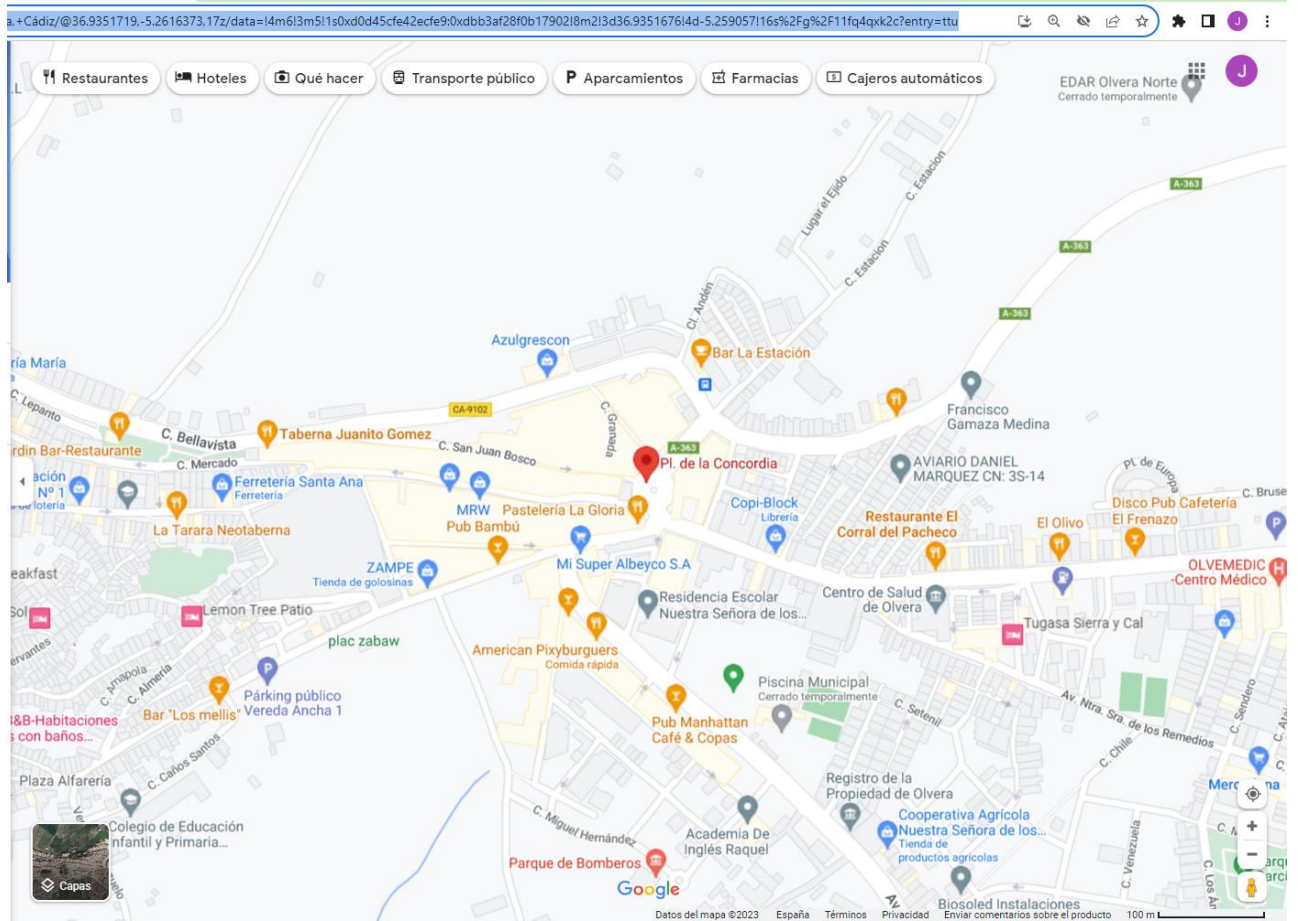 a,+Cádiz/@36.9351719,-5.2616373,17z/data=!4m6!3m5!1s0xd0d45cfe42ecfe9:0xdbb3af28f0b17902!8m2!3d36.9351676!4d-5.259057!16s%2Fg%2F11fq4qxk2c?entry=ttu
J
Restaurantes
Hoteles
Qué hacer
Transporte público
Aparcamientos
Farmacias
Cajeros automáticos
J
EDAR Olvera Norte
Cerrado temporalmente
A-363
Lugar el Ejido
C. Estacion
A-363
C. Estacion
A-363
Cl. Andén
Azulgrescon
Bar La Estación
ría María
C. Lepanto
CA-9102
C. Granada
Francisco
Gamaza Medina
C. Bellavista
Taberna Juanito Gomez
rdin Bar-Restaurante
C. San Juan Bosco
A-363
Pl. de la Concordia
C. Mercado
AVIARIO DANIEL
MARQUEZ CN: 3S-14
Pl. de Europa
ación
Nº 1
de lotería
Ferretería Santa Ana
Ferretería
MRW
Pastelería La Gloria
Pub Bambú
Copi-Block
Librería
Restaurante El
Corral del Pacheco
El Olivo
Disco Pub Cafetería
El Frenazo
C. Bruse
La Tarara Neotaberna
ZAMPE
Tienda de golosinas
Mi Super Albeyco S.A
OLVEMEDIC
-Centro Médico
eakfast
Sol
Lemon Tree Patio
Residencia Escolar
Nuestra Señora de los...
Centro de Salud
de Olvera
Tugasa Sierra y Cal
ervantes
plac zabaw
American Pixyburguers
Comida rápida
C. Amapola
C. Almería
Párking público
Vereda Ancha 1
Bar "Los mellis"
Piscina Municipal
Cerrado temporalmente
C. Setenil
Av. Ntra. Sra. de los Remedios
C. Sendero
&B-Habitaciones
s con baños...
Pub Manhattan
Café & Copas
C. Chile
Plaza Alfarería
C. Caños Santos
Registro de la
Propiedad de Olvera
Colegio de Educación
nfantil y Primaria...
C. Miguel Hernández
Academia De
Inglés Raquel
Cooperativa Agrícola
Nuestra Señora de los...
Tienda de
productos agrícolas
C. Venezuela
C. Los
Parque de Bomberos
Capas
Google
Av
Biosoled Instalaciones
Datos del mapa ©2023 España Términos Privacidad Enviar comentarios sobre el producto 100 m